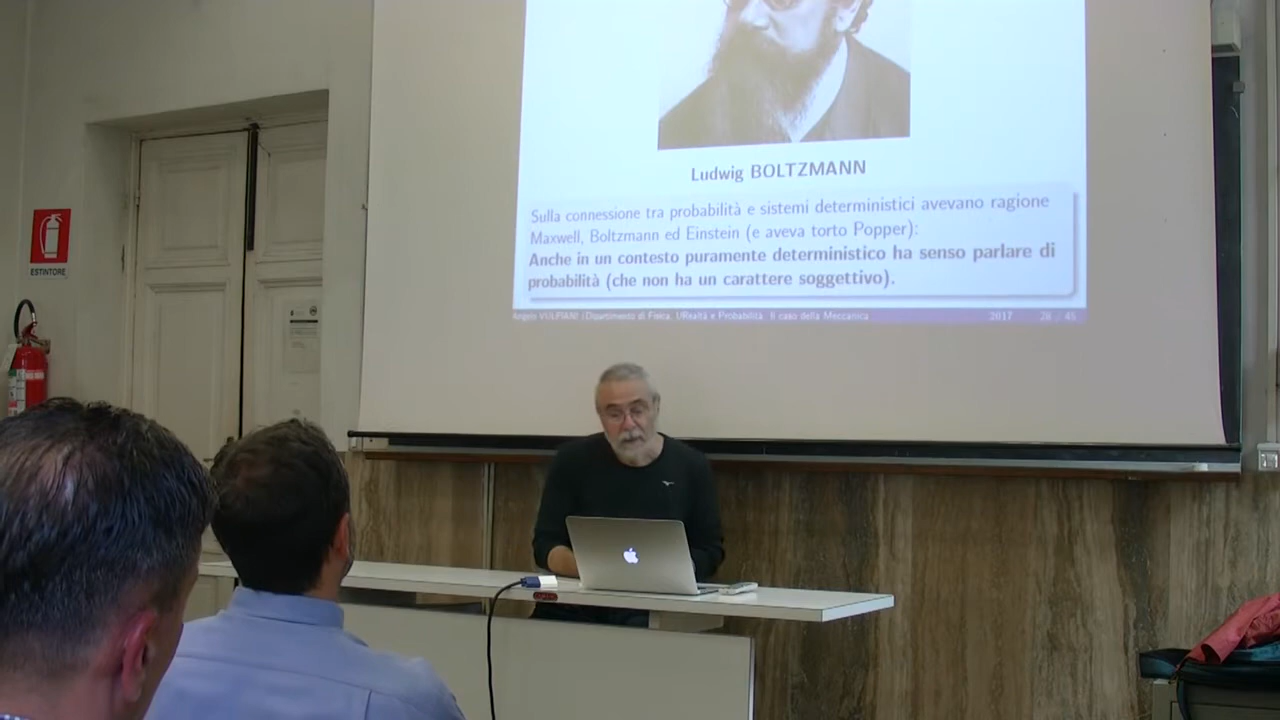 Ludwig BOLTZMANN
Sulla connessione tra probabilità e sistemi deterministici avevano ragione
Maxwell, Boltzmann ed Einstein (e aveva torto Popper):
Anche in un contesto puramente deterministico ha senso parlare di
probabilità (che non ha un carattere soggettivo).
Angelo VULPIANI (Dipartimento di Fisica, URealtà e Probabilità. Il caso della Meccanica 2017 28 / 45
ESTINTORE